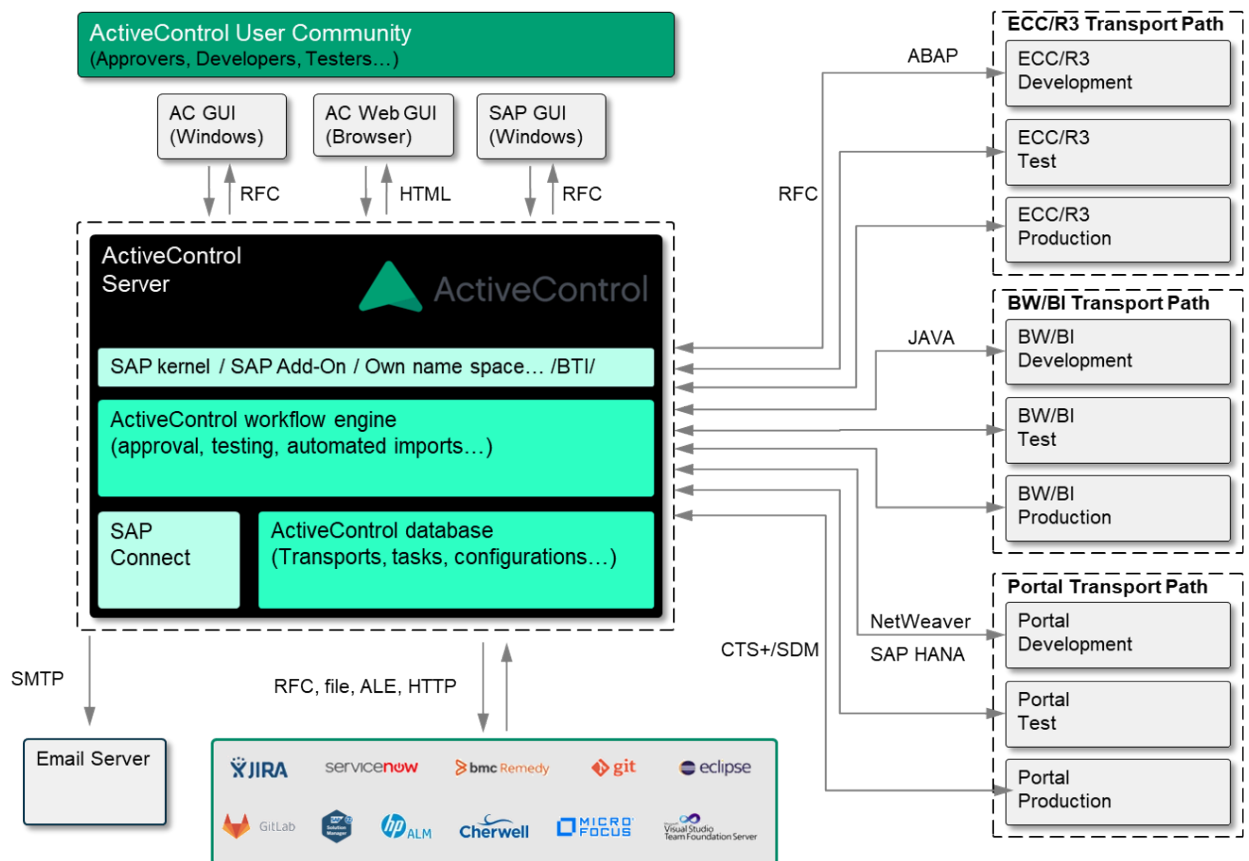 ActiveControl User Community
(Approvers, Developers, Testers…)
AC GUI
(Windows)
AC Web GUI
(Browser)
SAP GUI
(Windows)
RFC
HTML
RFC
ActiveControl
Server
ActiveControl
SAP kernel / SAP Add-On / Own name space… /BTI/
ActiveControl workflow engine
(approval, testing, automated imports…)
SAP
Connect
ActiveControl database
(Transports, tasks, configurations…)
SMTP
RFC, file, ALE, HTTP
Email Server
JIRA
servicenow
bmc Remedy
git
eclipse
GitLab
SAP
Solution
Manager
hp ALM
Cherwell
MICRO
FOCUS
Visual Studio
Team Foundation Server
ABAP
RFC
JAVA
NetWeaver
SAP HANA
CTS+/SDM
ECC/R3 Transport Path
ECC/R3
Development
ECC/R3
Test
ECC/R3
Production
BW/BI Transport Path
BW/BI
Development
BW/BI
Test
BW/BI
Production
Portal Transport Path
Portal
Development
Portal
Test
Portal
Production